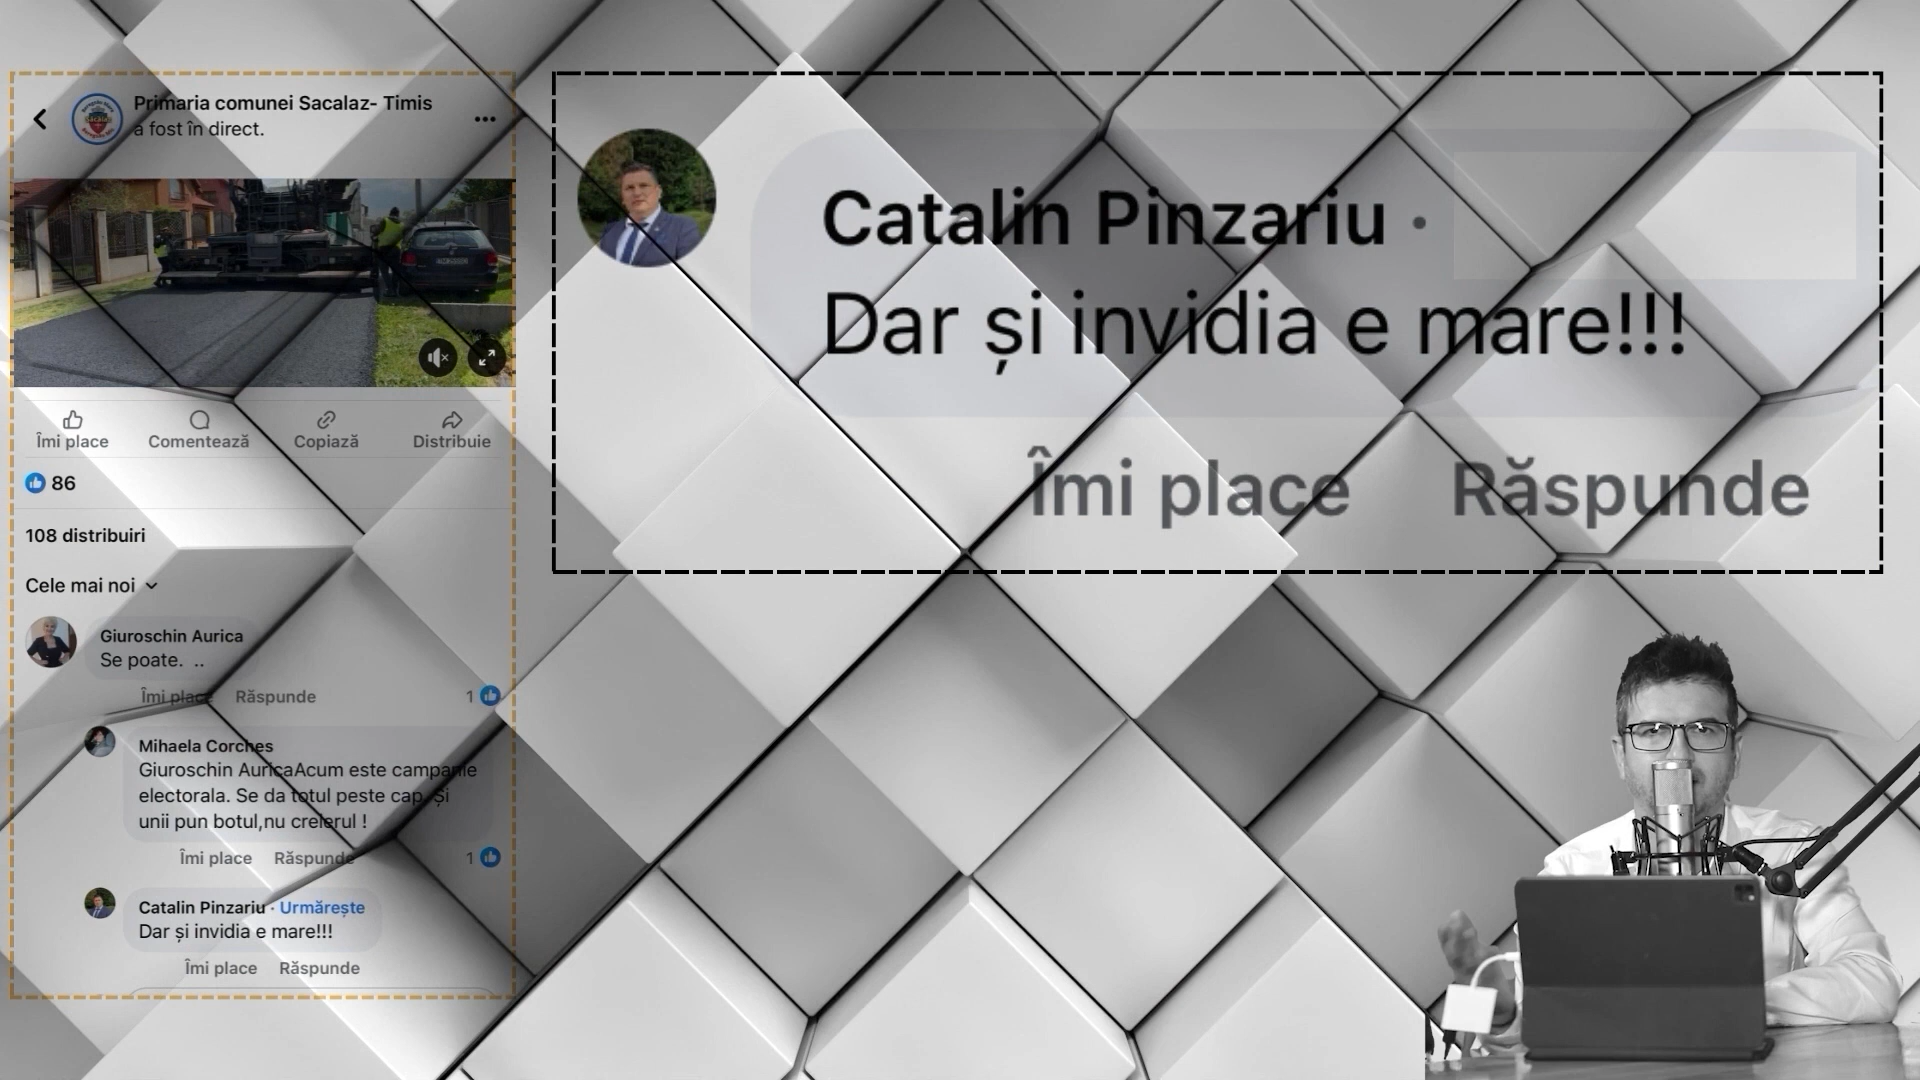 Primaria comunei Sacalaz- Timis
a fost în direct.
Îmi place
Comentează
Copiază
Distribuie
86
108 distribuiri
Cele mai noi
Giuroschin Aurica
Se poate. ..
Îmi place Răspunde 1
Mihaela Corches
Giuroschin AuricaAcum este campanie
electorala. Se da totul peste cap. Și
unii pun botul,nu creierul !
Îmi place Răspunde 1
Catalin Pinzariu · Urmărește
Dar și invidia e mare!!!
Îmi place Răspunde
Catalin Pinzariu ·
Dar și invidia e mare!!!
Îmi place Răspunde